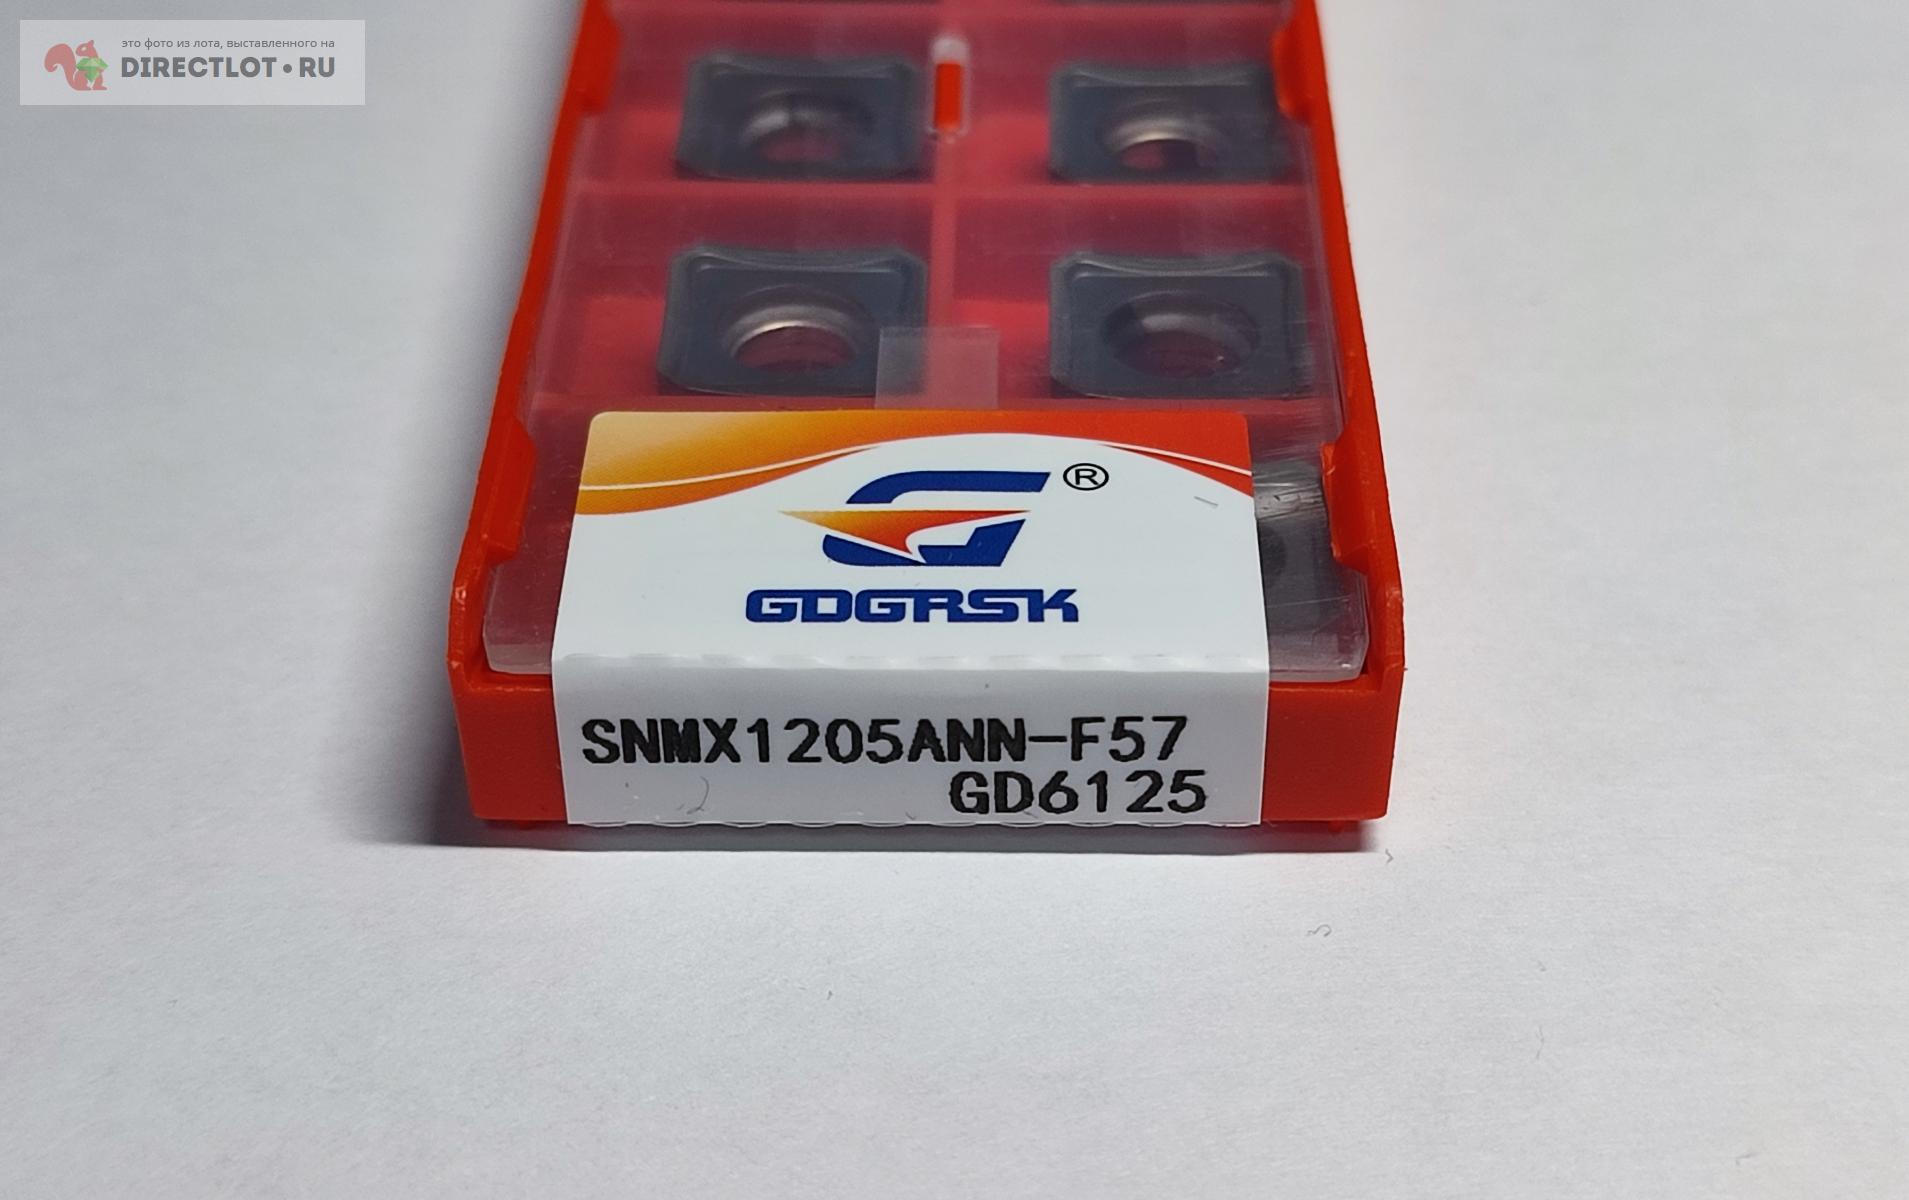 это фото из лота, выставленного на
DIRECTLOT•RU
®
GDGRSK
SNMX1205ANN-F57
GD6125